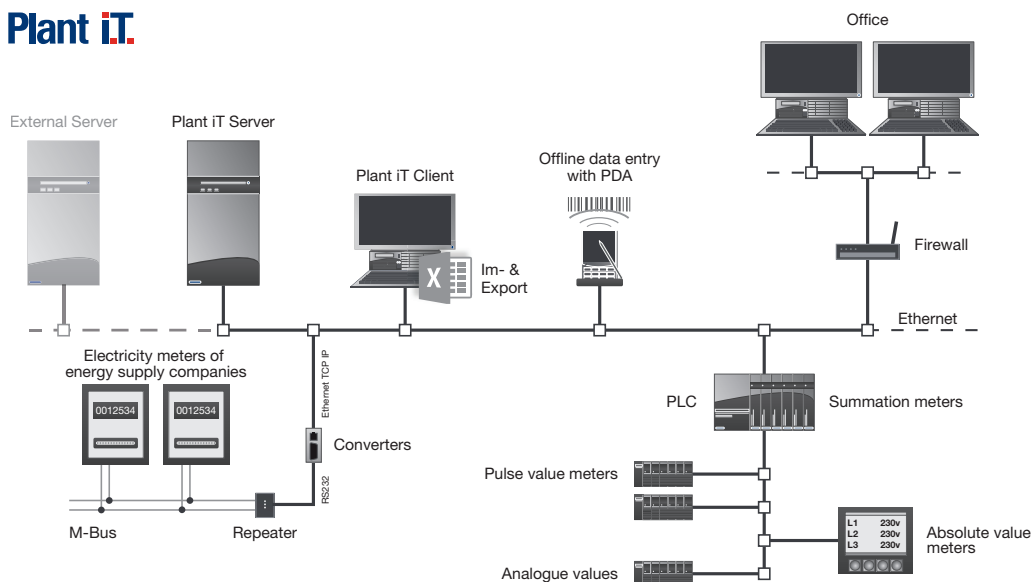 Plant iT.
Office
External Server
Plant iT Server
Plant iT Client
Offline data entry
with PDA
Firewall
X
Im- &
Export
Ethernet
Electricity meters of
energy supply companies
0012534
0012534
Ethernet TCP IP
PLC
Summation meters
Converters
RS232
Pulse value meters
M-Bus
Repeater
L1 230v
L2 230v
L3 230v
Absolute value
meters
Analogue values